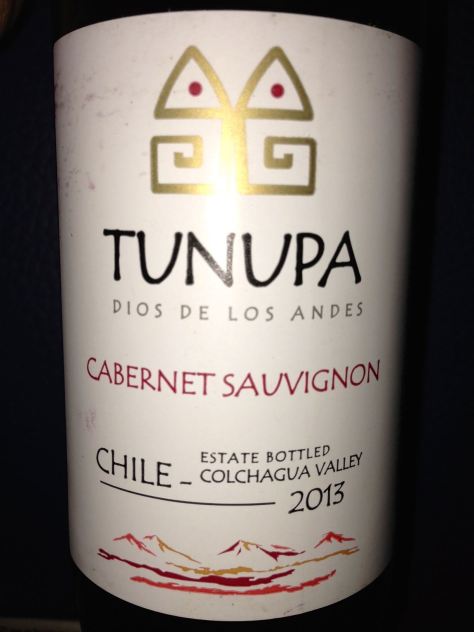 TUNUPA
DIOS DE LOS ANDES
CABERNET SAUVIGNON
CHILE - ESTATE BOTTLED
COLCHAGUA VALLEY
2013